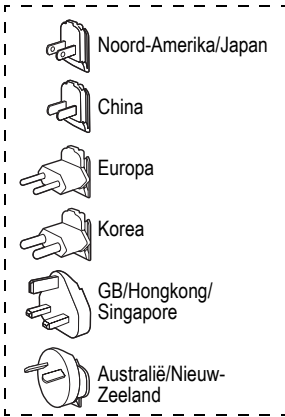 Noord-Amerika/Japan
China
Europa
Korea
GB/Hongkong/
Singapore
Australië/Nieuw-
Zeeland